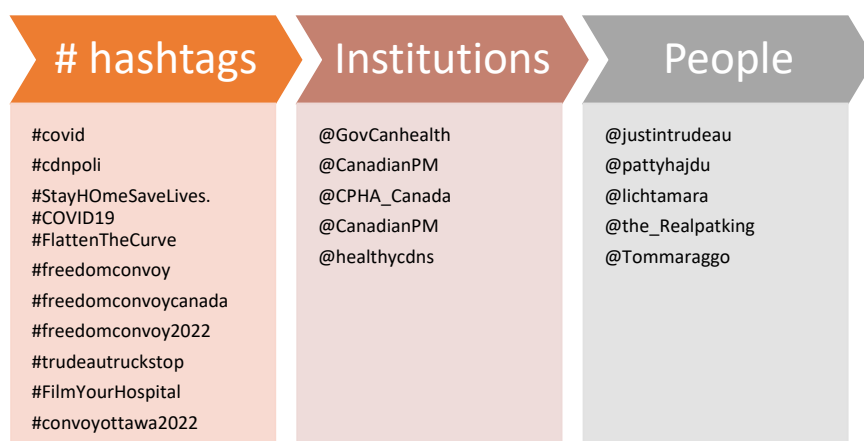 # hashtags
#covid
#cdnpoli
#StayHOmeSaveLives.
#COVID19
#FlattenTheCurve
#freedomconvoy
#freedomconvoycanada
#freedomconvoy2022
#trudeautruckstop
#FilmYourHospital
#convoyottawa2022
Institutions
@GovCanhealth
@CanadianPM
@CPHA_Canada
@CanadianPM
@healthycdns
People
@justintrudeau
@pattyhajdu
@lichtamara
@the_Realpatking
@Tommaraggo